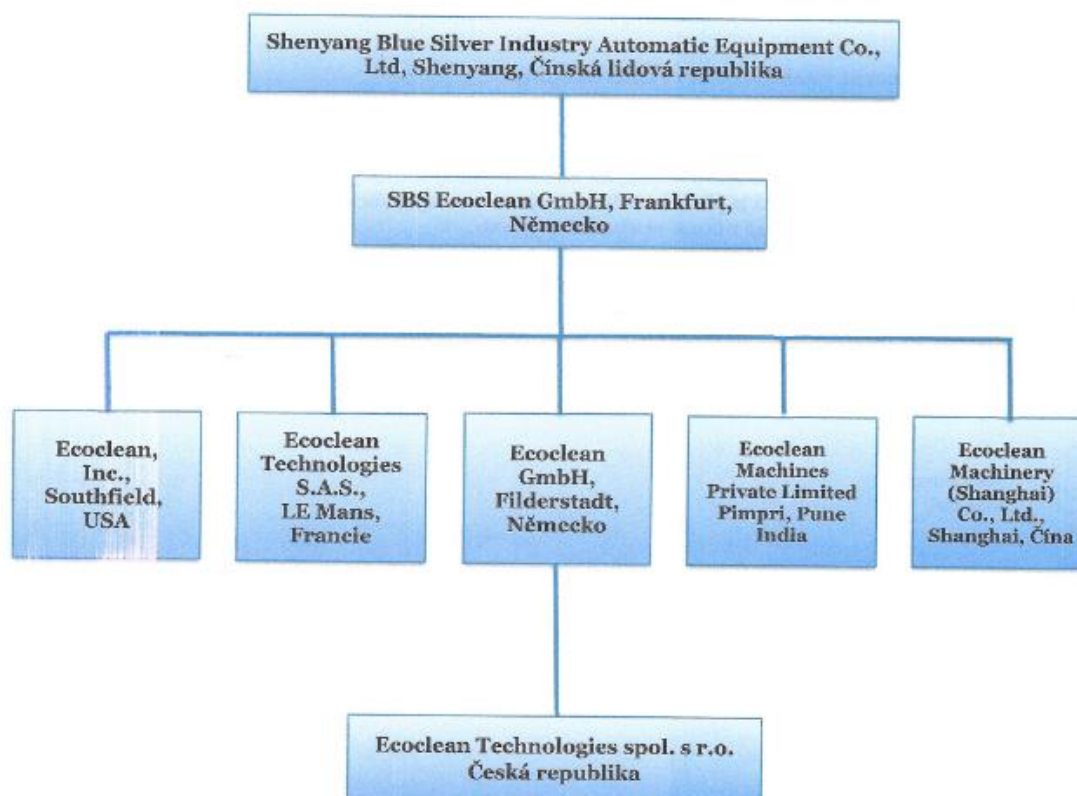 Shenyang Blue Silver Industry Automatic Equipment Co.,
Ltd, Shenyang, Čínská lidová republika
SBS Ecoclean GmbH, Frankfurt,
Německo
Ecoclean,
Inc.,
Southfield,
USA
Ecoclean
Technologies
S.A.S.,
LE Mans,
Francie
Ecoclean
GmbH,
Filderstadt,
Německo
Ecoclean
Machines
Private Limited
Pimpri, Pune
India
Ecoclean
Machinery
(Shanghai)
Co., Ltd.,
Shanghai, Čína
Ecoclean Technologies spol. s r.o.
Česká republika